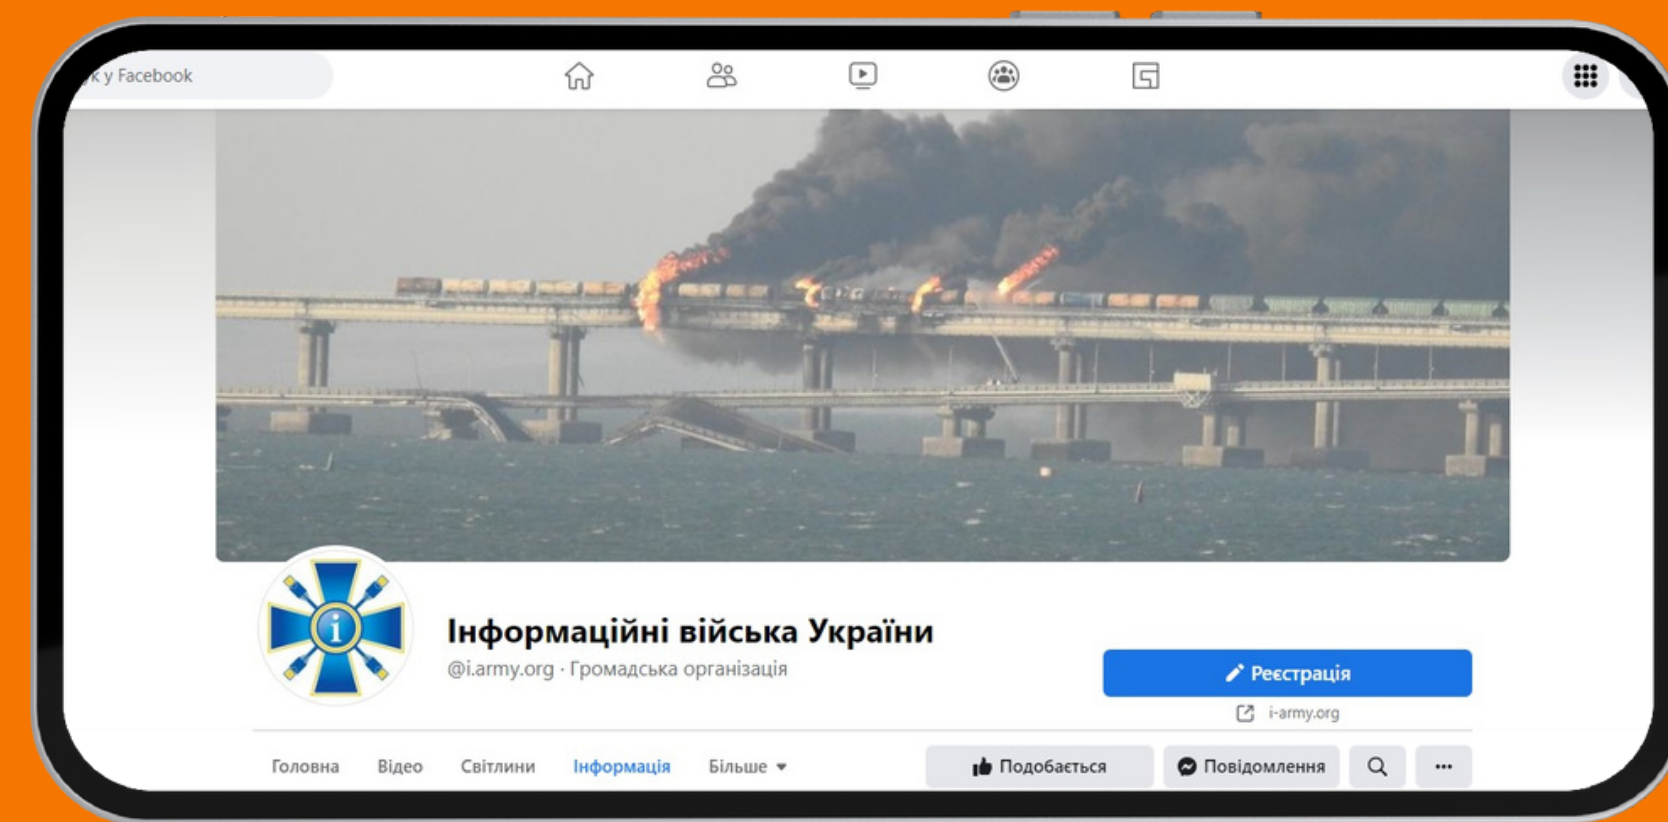 у Facebook
i
Інформаційні війська України
@i.army.org · Громадська організація
Реєстрація
i-army.org
Головна Відео Світлини Інформація Більше Подобається Повідомлення